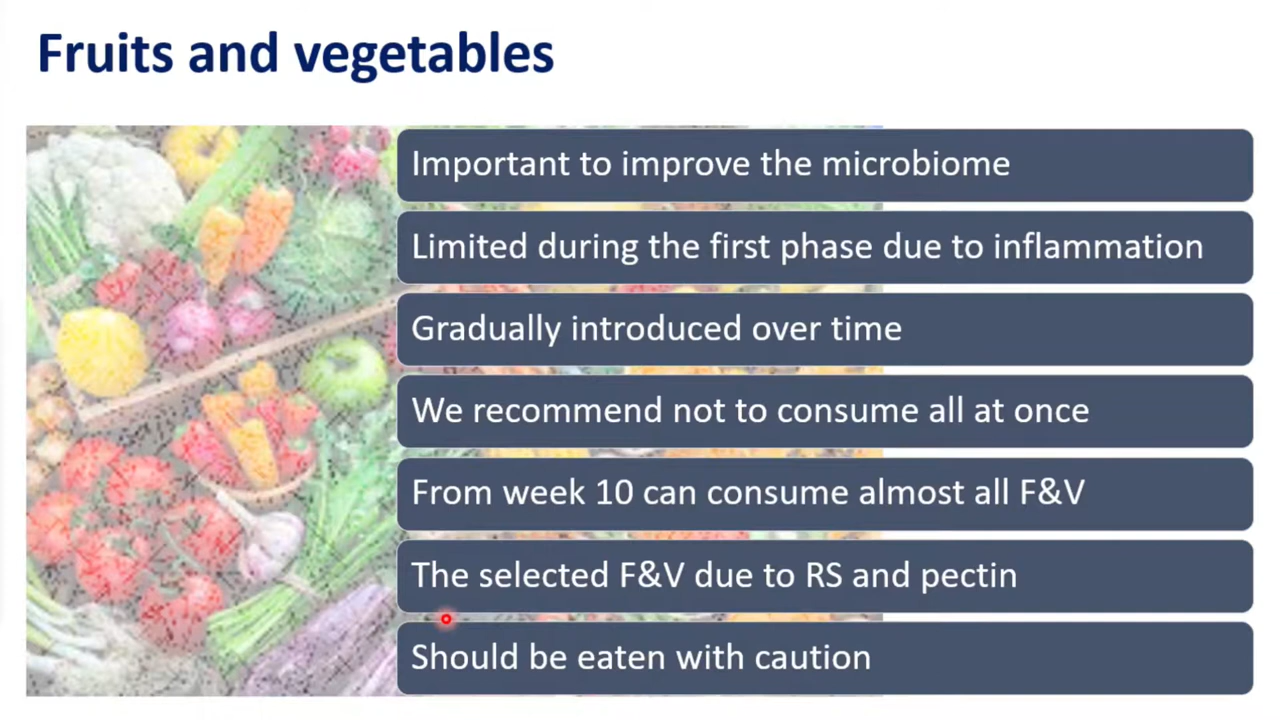 Fruits and vegetables
Important to improve the microbiome
Limited during the first phase due to inflammation
Gradually introduced over time
We recommend not to consume all at once
From week 10 can consume almost all F&V
The selected F&V due to RS and pectin
Should be eaten with caution